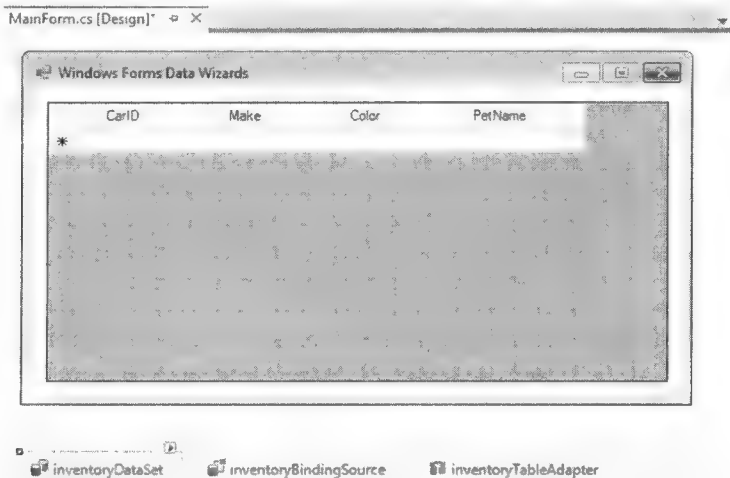 MainForm.cs [Design]*
Windows Forms Data Wizards
CarID Make Color PetName
*
inventoryDataSet inventoryBindingSource inventoryTableAdapter